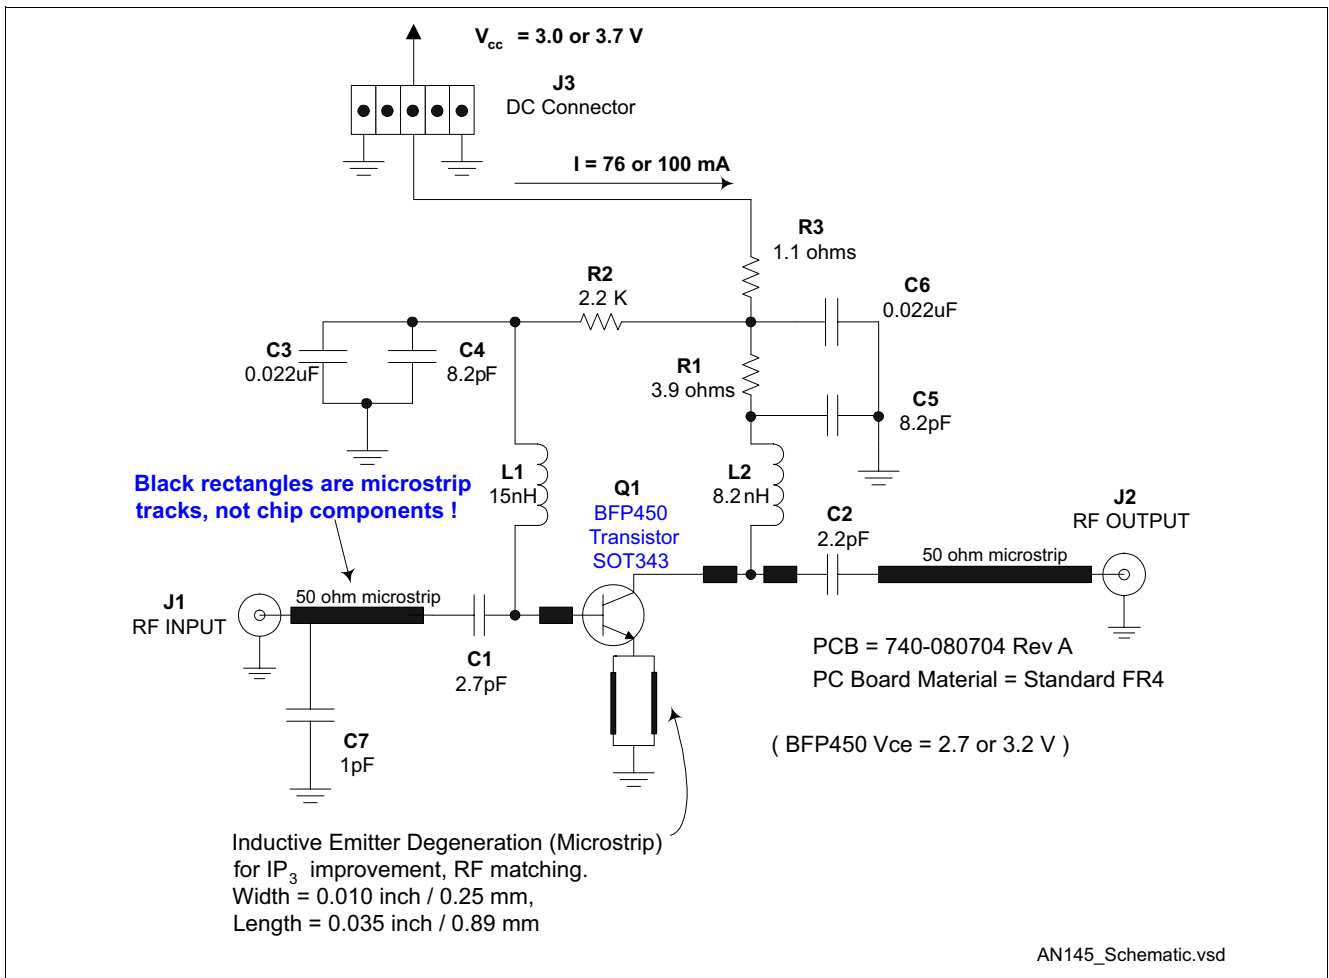 Vcc = 3.0 or 3.7 V
J3
DC Connector
I = 76 or 100 mA
R3
1.1 ohms
R2
2.2 K
C6
0.022uF
C3
0.022uF
C4
8.2pF
R1
3.9 ohms
C5
8.2pF
Black rectangles are microstrip
tracks, not chip components !
L1
15nH
Q1
BFP450
Transistor
SOT343
L2
8.2nH
C2
2.2pF
J2
RF OUTPUT
50 ohm microstrip
J1
RF INPUT
50 ohm microstrip
C1
2.7pF
PCB = 740-080704 Rev A
PC Board Material = Standard FR4
C7
1pF
( BFP450 Vce = 2.7 or 3.2 V )
Inductive Emitter Degeneration (Microstrip)
for IP3 improvement, RF matching.
Width = 0.010 inch / 0.25 mm,
Length = 0.035 inch / 0.89 mm
AN145_Schematic.vsd